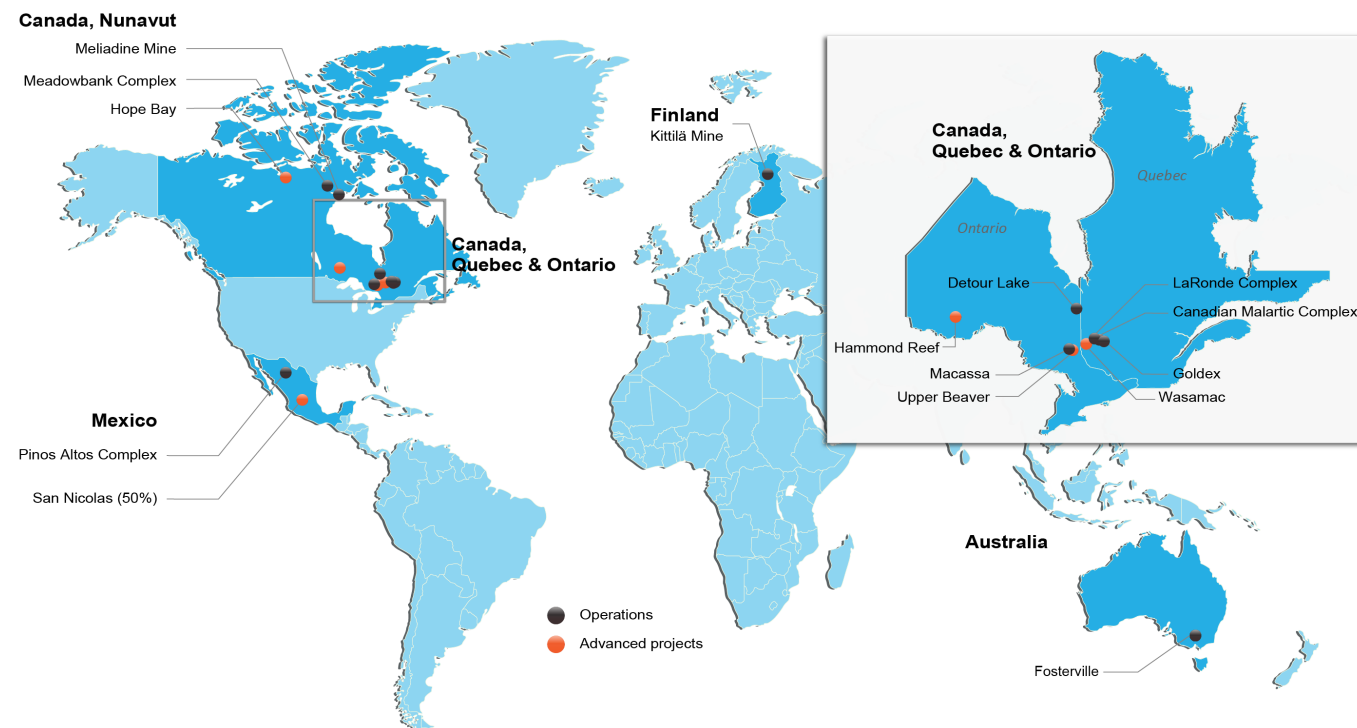 Canada, Nunavut
Meliadine Mine
Meadowbank Complex
Hope Bay
Finland
Kittilä Mine
Canada,
Quebec & Ontario
Mexico
Pinos Altos Complex
San Nicolas (50%)
Operations
Advanced projects
Canada,
Quebec & Ontario
Quebec
Ontario
Detour Lake
LaRonde Complex
Canadian Malartic Complex
Hammond Reef
Macassa
Goldex
Upper Beaver
Wasamac
Australia
Fosterville